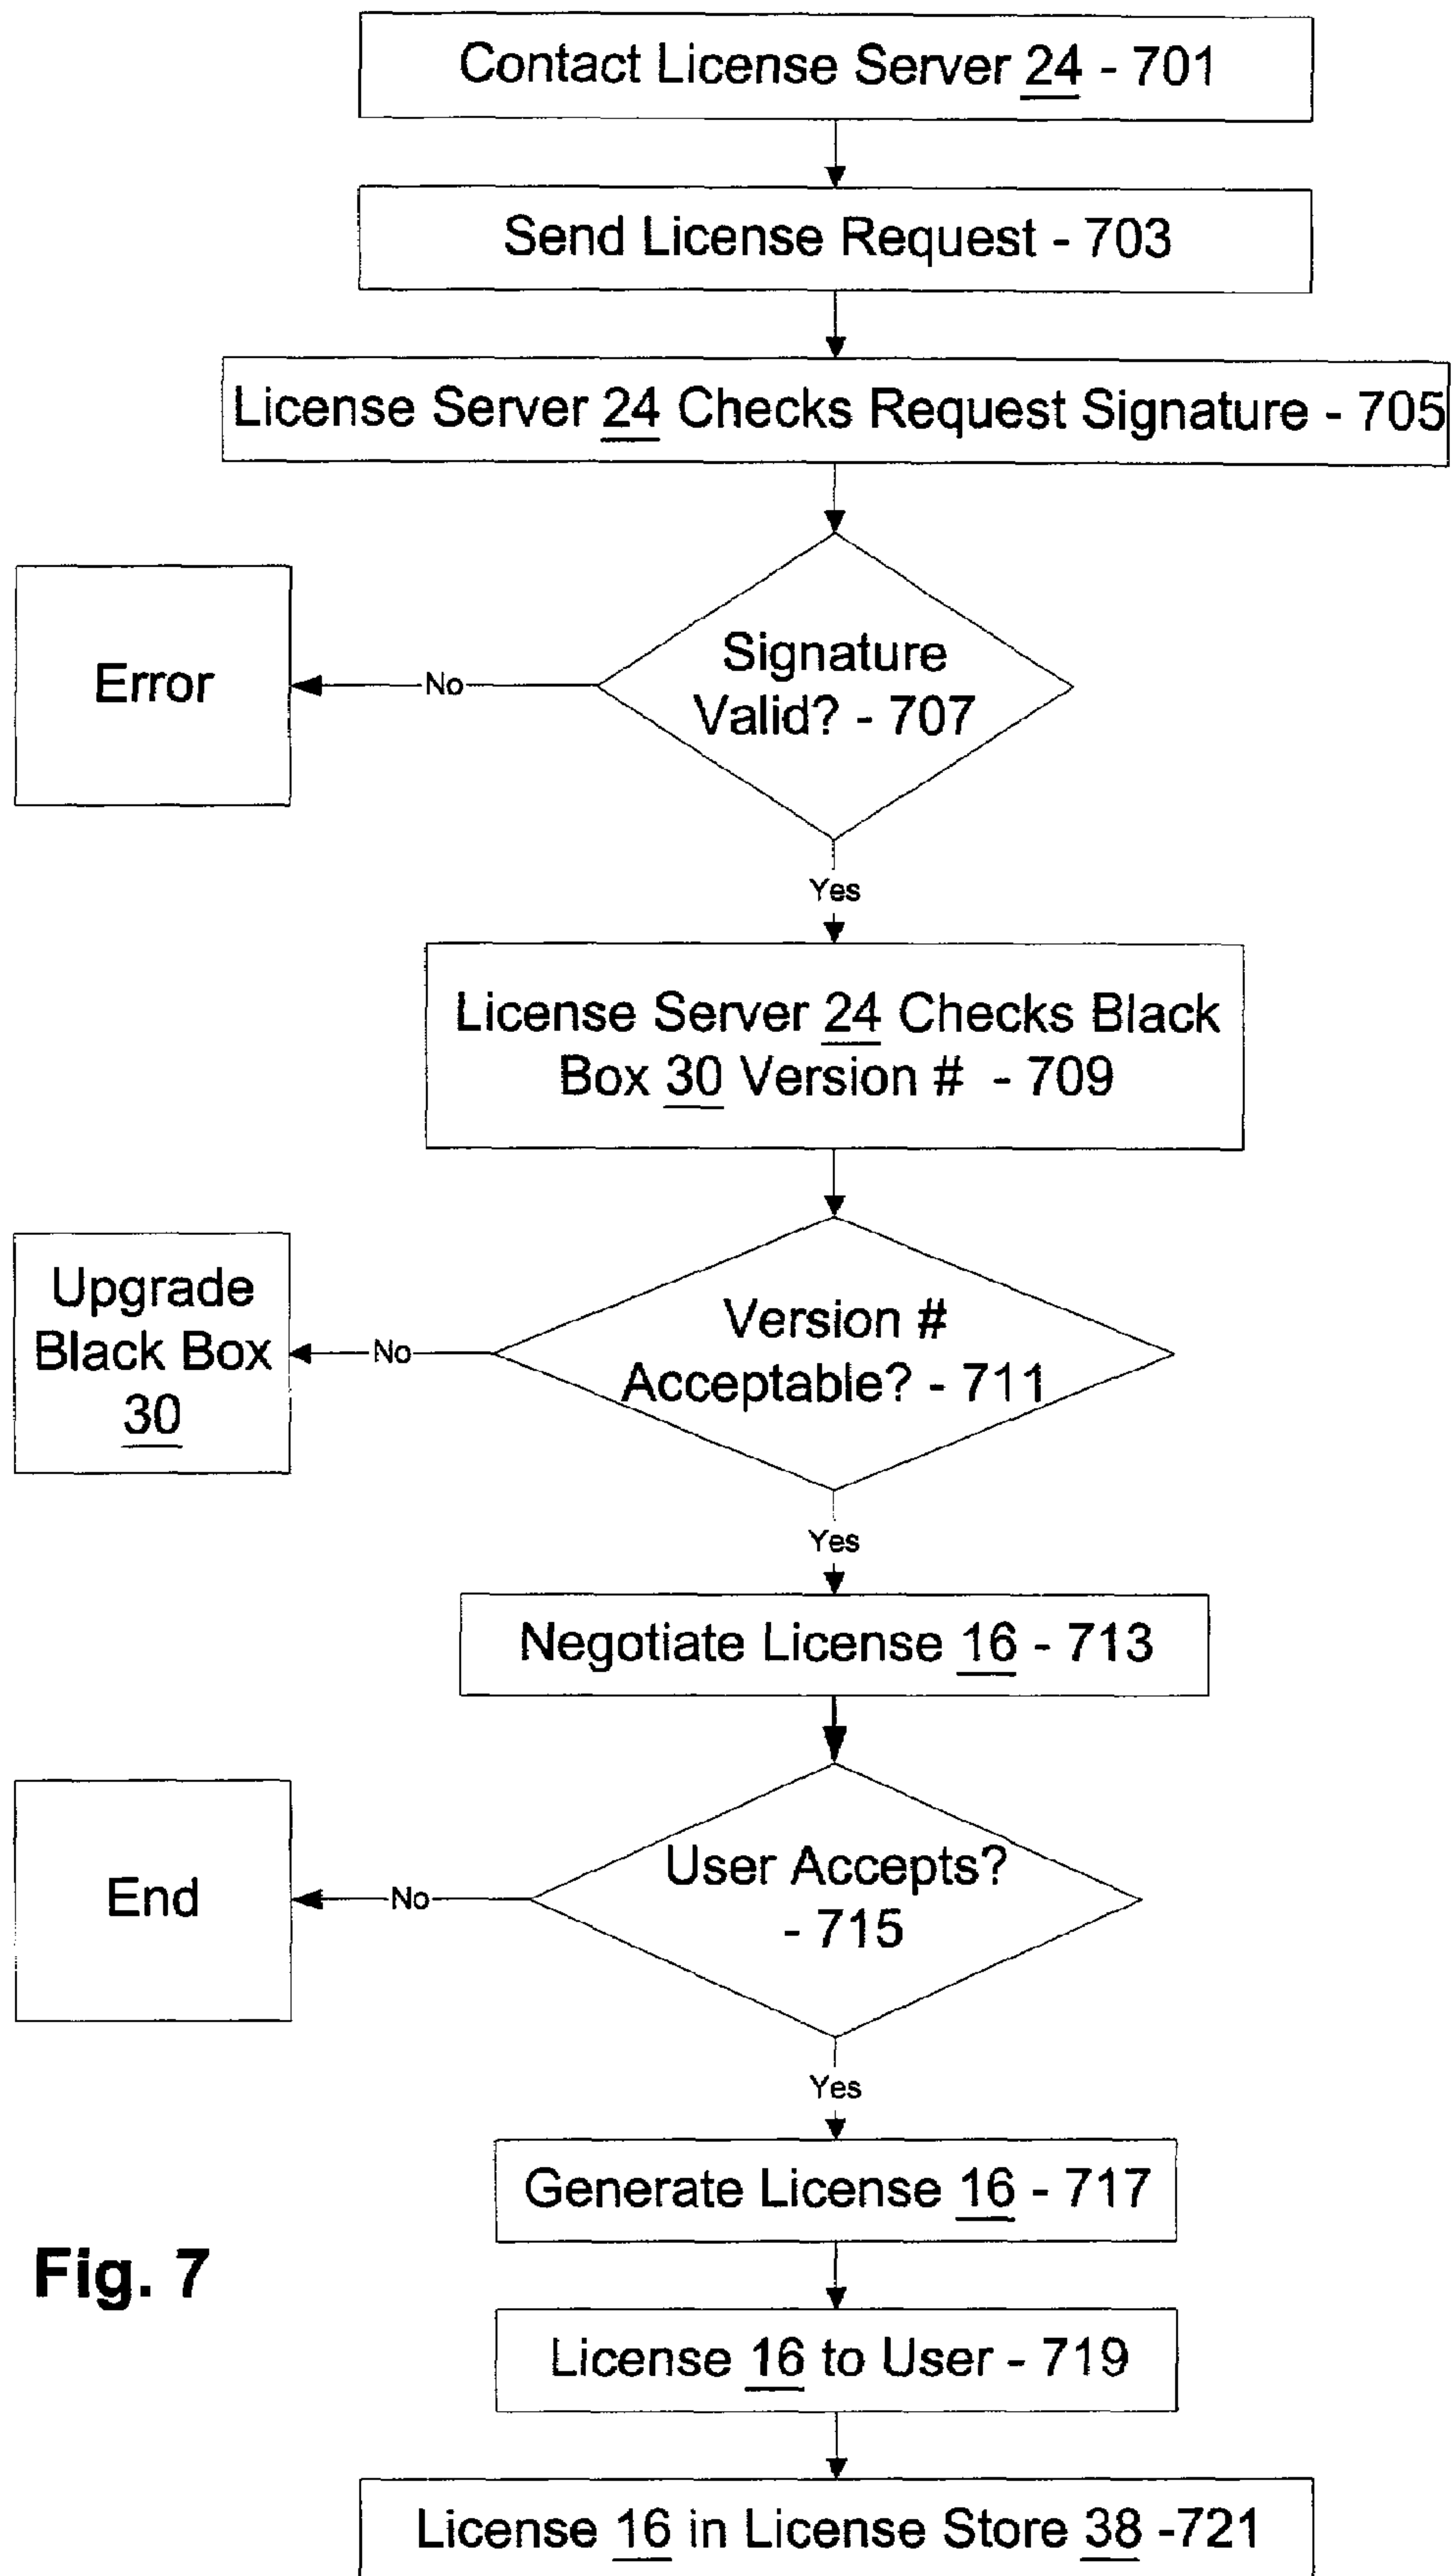 Contact License Server 24 - 701
Send License Request - 703
License Server 24 Checks Request Signature - 705
Signature
Valid? - 707
No
Error
Yes
License Server 24 Checks Black
Box 30 Version # - 709
Version #
Acceptable? - 711
No
Upgrade
Black Box
30
Yes
Negotiate License 16 - 713
User Accepts?
- 715
No
End
Yes
Generate License 16 - 717
Fig. 7
License 16 to User - 719
License 16 in License Store 38 -721